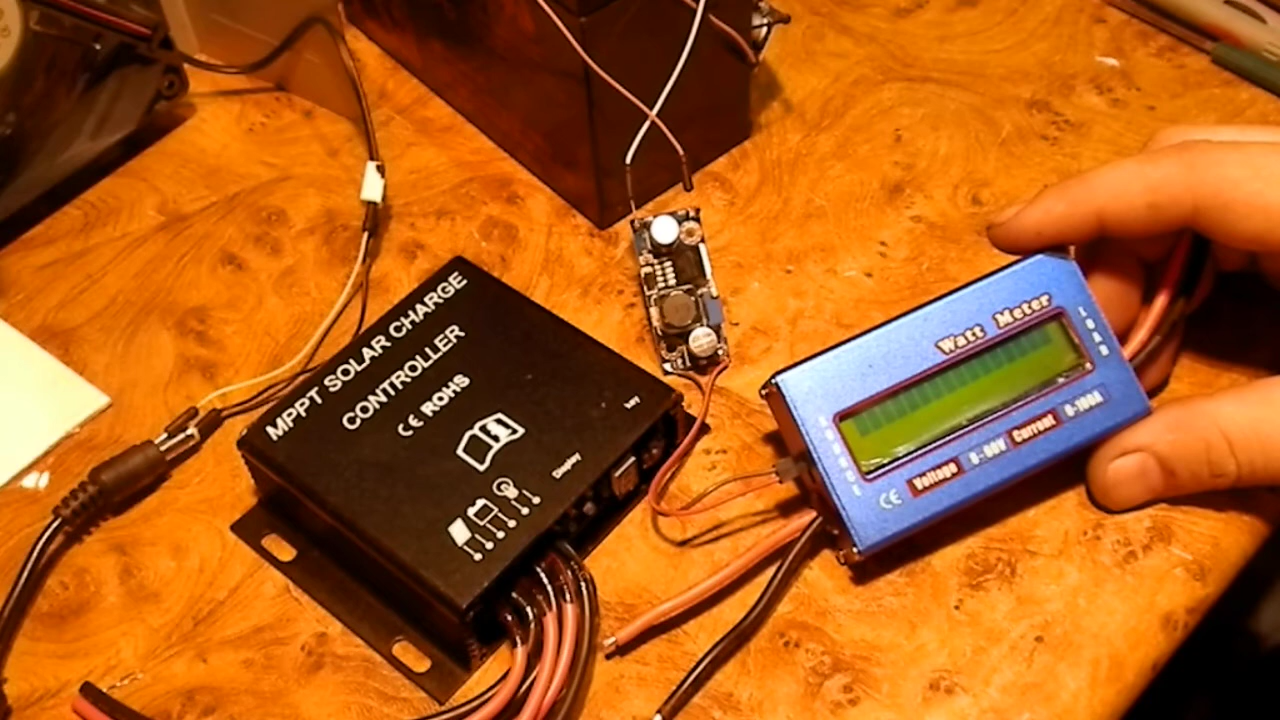 MPPT SOLAR CHARGE
CONTROLLER
CE ROHS
key
Display
Watt Meter
LOAD
SOURCE
CE Voltage 0-60V Current 0-100A